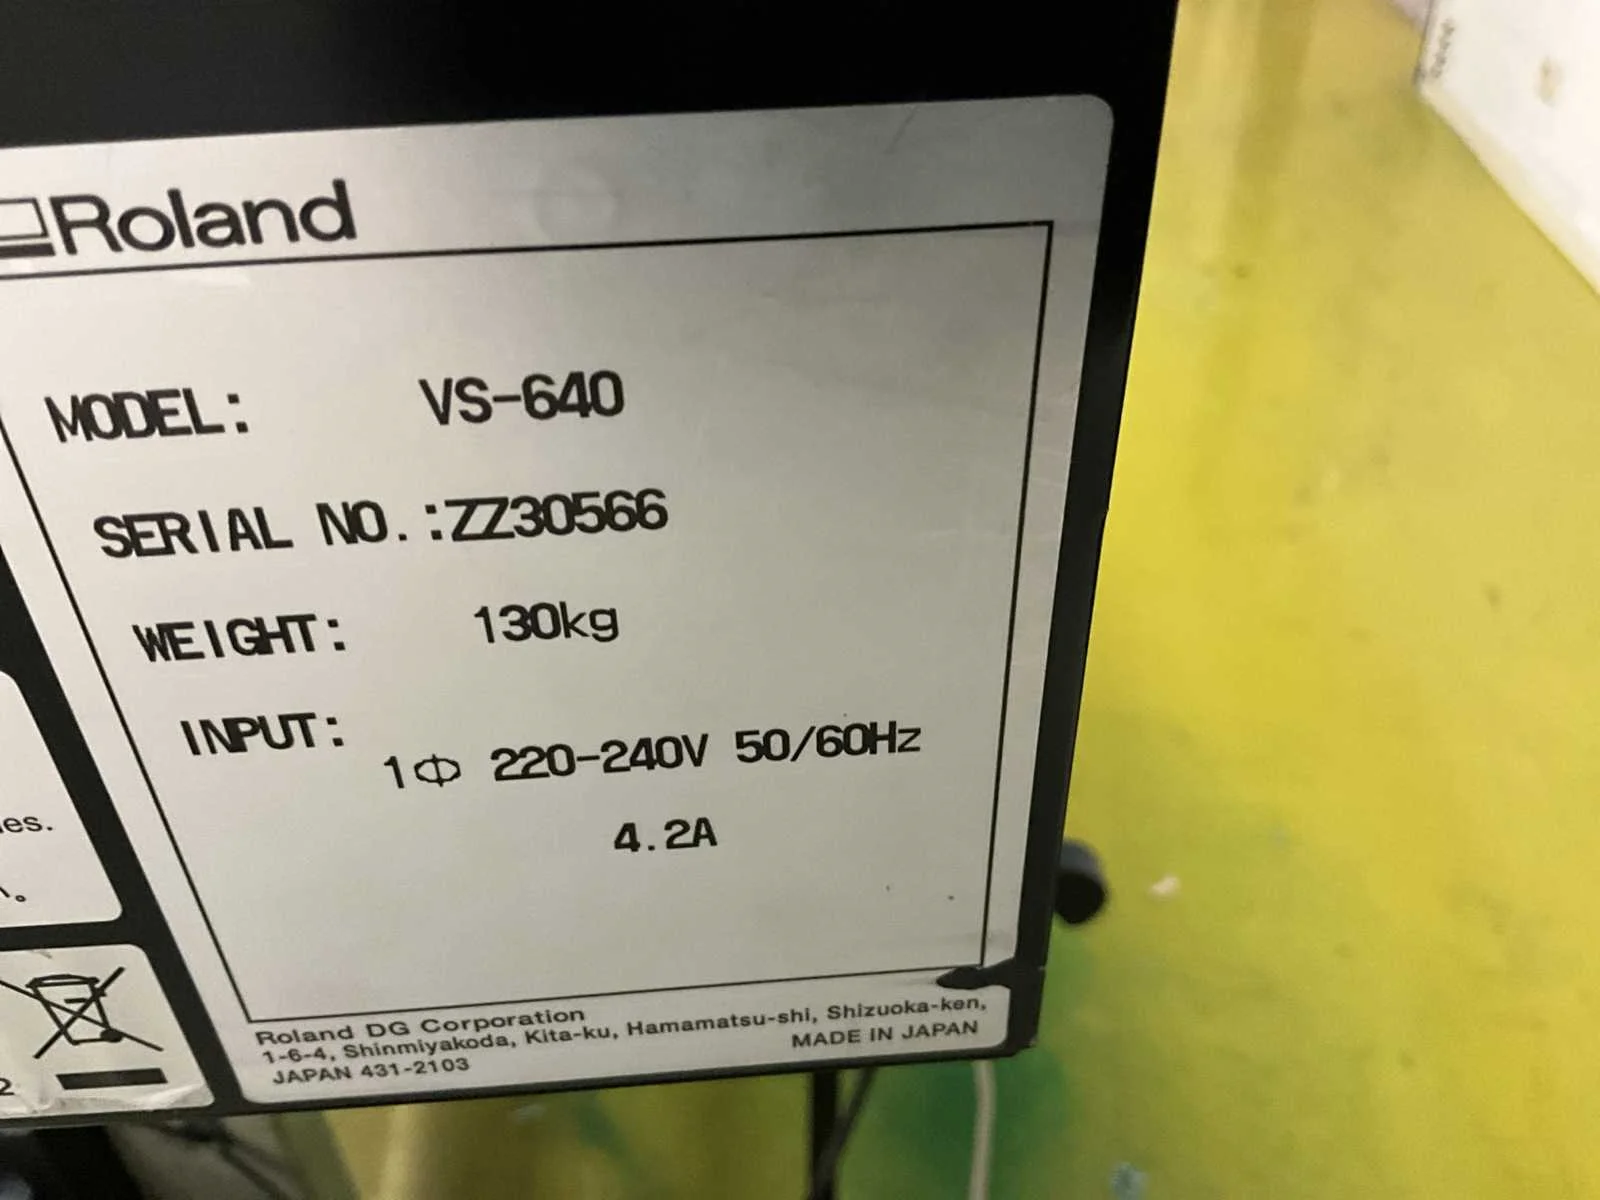 Roland
MODEL: VS-640
SERIAL NO.:ZZ30566
WEIGHT: 130kg
INPUT:
1Φ 220-240V 50/60Hz
4.2A
es.
Roland DG Corporation
1-6-4, Shinmiyakoda, Kita-ku, Hamamatsu-shi, Shizuoka-ken,
JAPAN 431-2103
MADE IN JAPAN
2